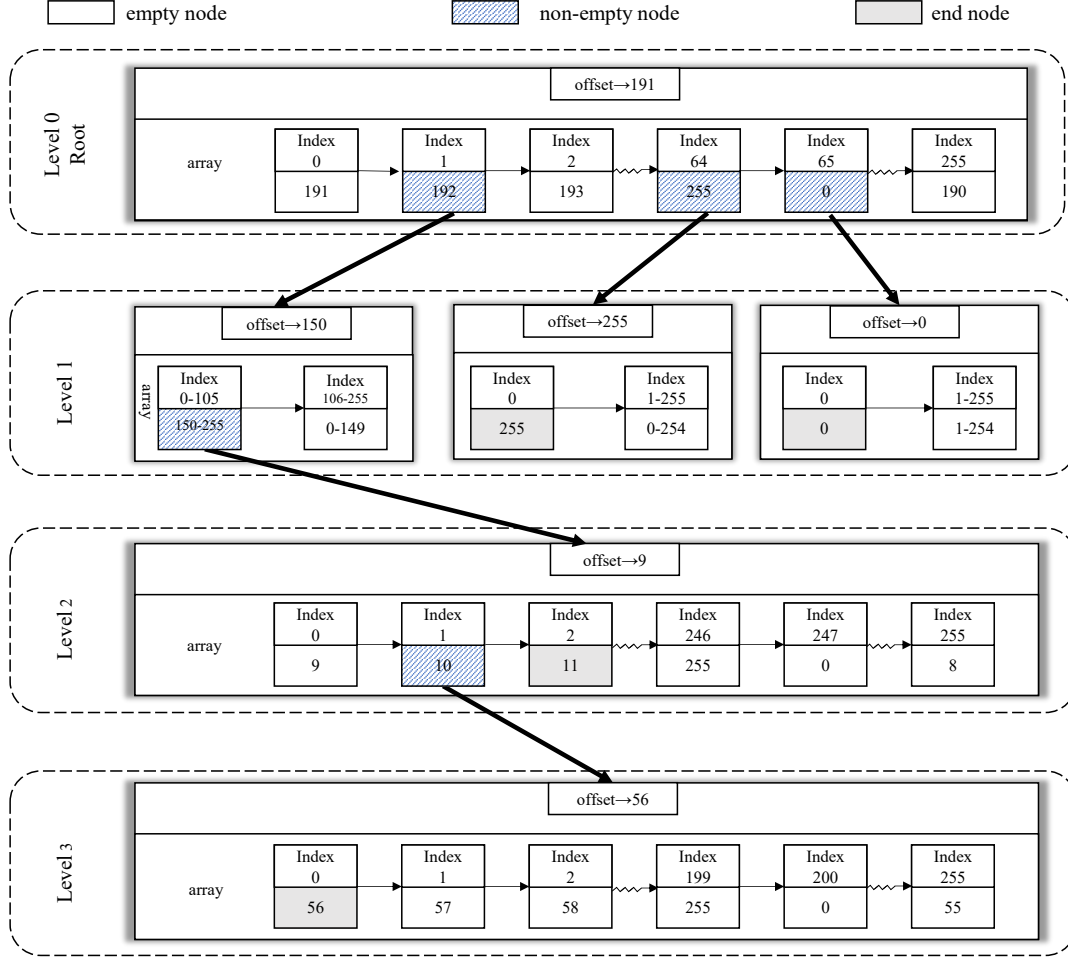 empty node
non-empty node
end node
Level 0
Root
offset→191
array
Index
0
191
Index
1
192
Index
2
193
Index
64
255
Index
65
0
Index
255
190
Level 1
offset→150
array
Index
0-105
150-255
Index
106-255
0-149
offset→255
Index
0
255
Index
1-255
0-254
offset→0
Index
0
0
Index
1-255
1-254
Level 2
offset→9
array
Index
0
9
Index
1
10
Index
2
11
Index
246
255
Index
247
0
Index
255
8
Level 3
offset→56
array
Index
0
56
Index
1
57
Index
2
58
Index
199
255
Index
200
0
Index
255
55